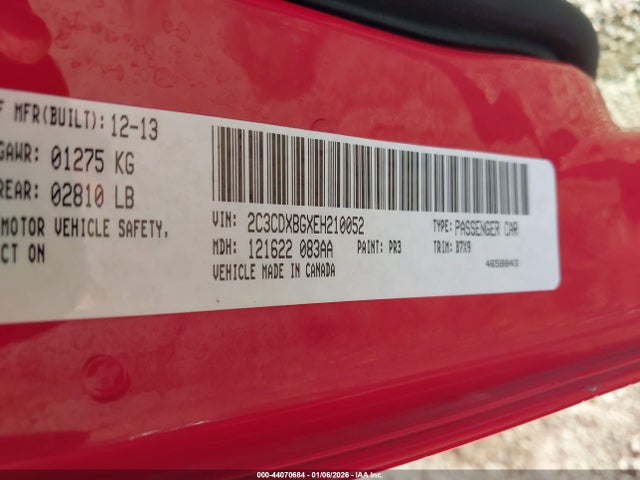 F MFR(BUILT): 12-13
GAWR: 01275 KG
REAR: 02810 LB
MOTOR VEHICLE SAFETY,
CT ON
VIN: 2C3CDXBGXEH210052
TYPE: PASSENGER CAR
MDH: 121622 083AA
PAINT: PR3
TRIM: B7X9
VEHICLE MADE IN CANADA
4658843
000-44070684 | 01/06/2026 | IAA Inc.